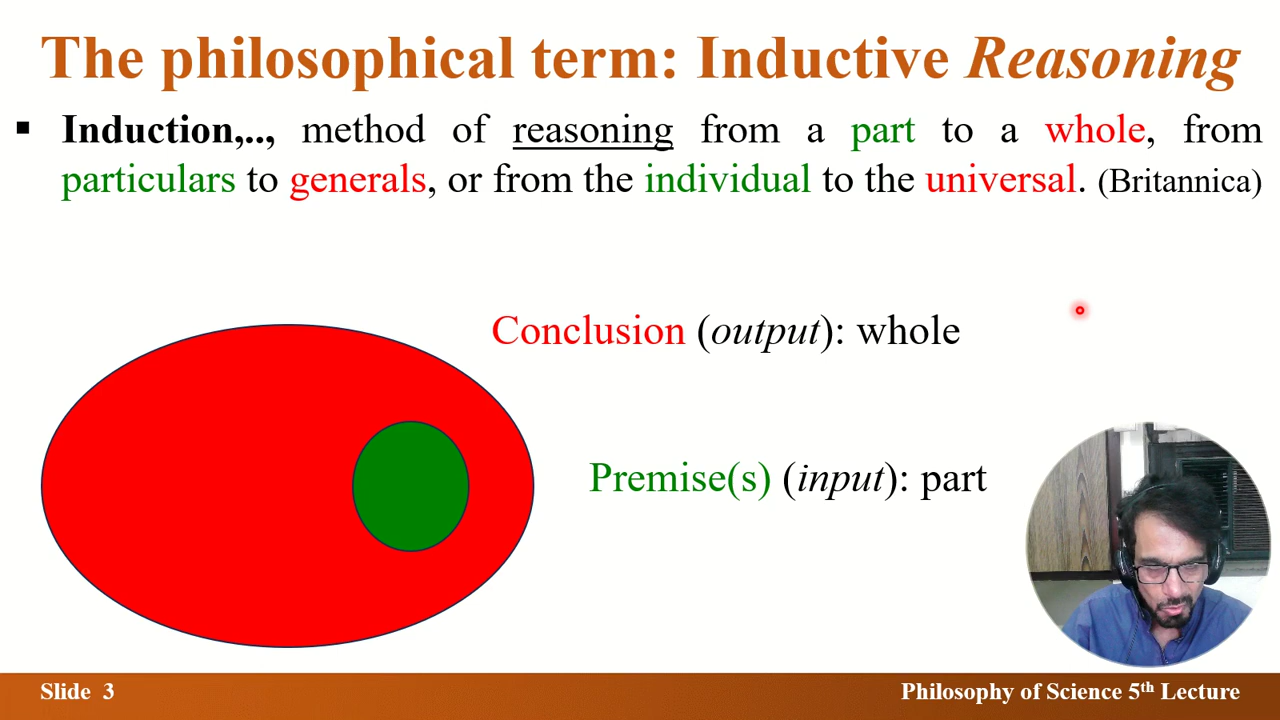 The philosophical term: Inductive Reasoning
▪ Induction,.., method of reasoning from a part to a whole, from
particulars to generals, or from the individual to the universal. (Britannica)
Conclusion (output): whole
Premise(s) (input): part
Slide 3
Philosophy of Science 5th Lecture